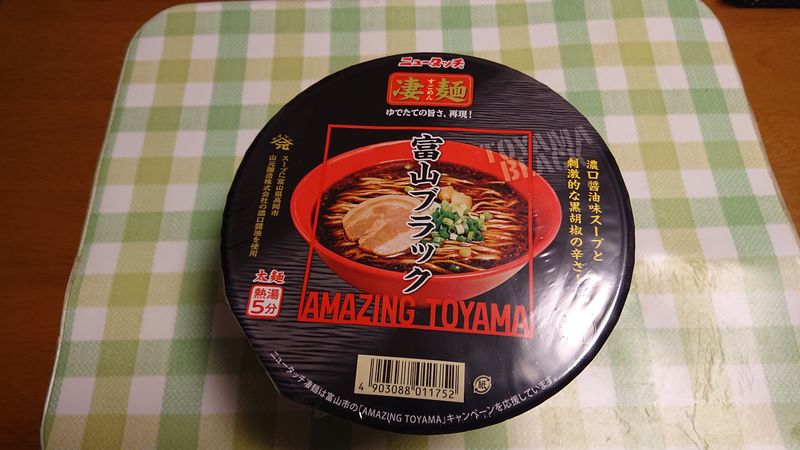 ニュータッチ
凄麺
すごめん
ゆでたての旨さ、再現!
TOYAMA
BLACK
富山ブラック
濃口醤油味スープと
刺激的な黒胡椒の辛さ
スープに富山県高岡市
山元醸造株式会社の濃口醤油を使用
太麺
熱湯
5分
AMAZING TOYAMA
4 903088 011752
紙
ニュータッチ凄麺は富山市の「AMAZING TOYAMA」キャンペーンを応援しています。